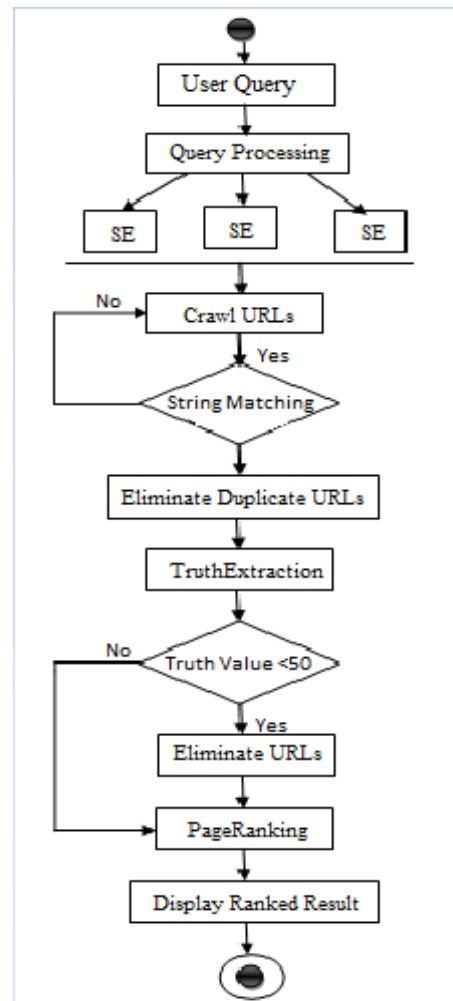 User Query
Query Processing
SE
SE
SE
No
Crawl URLs
Yes
String Matching
Eliminate Duplicate URLs
TruthExtraction
No
Truth Value <50
Yes
Eliminate URLs
PageRanking
Display Ranked Result